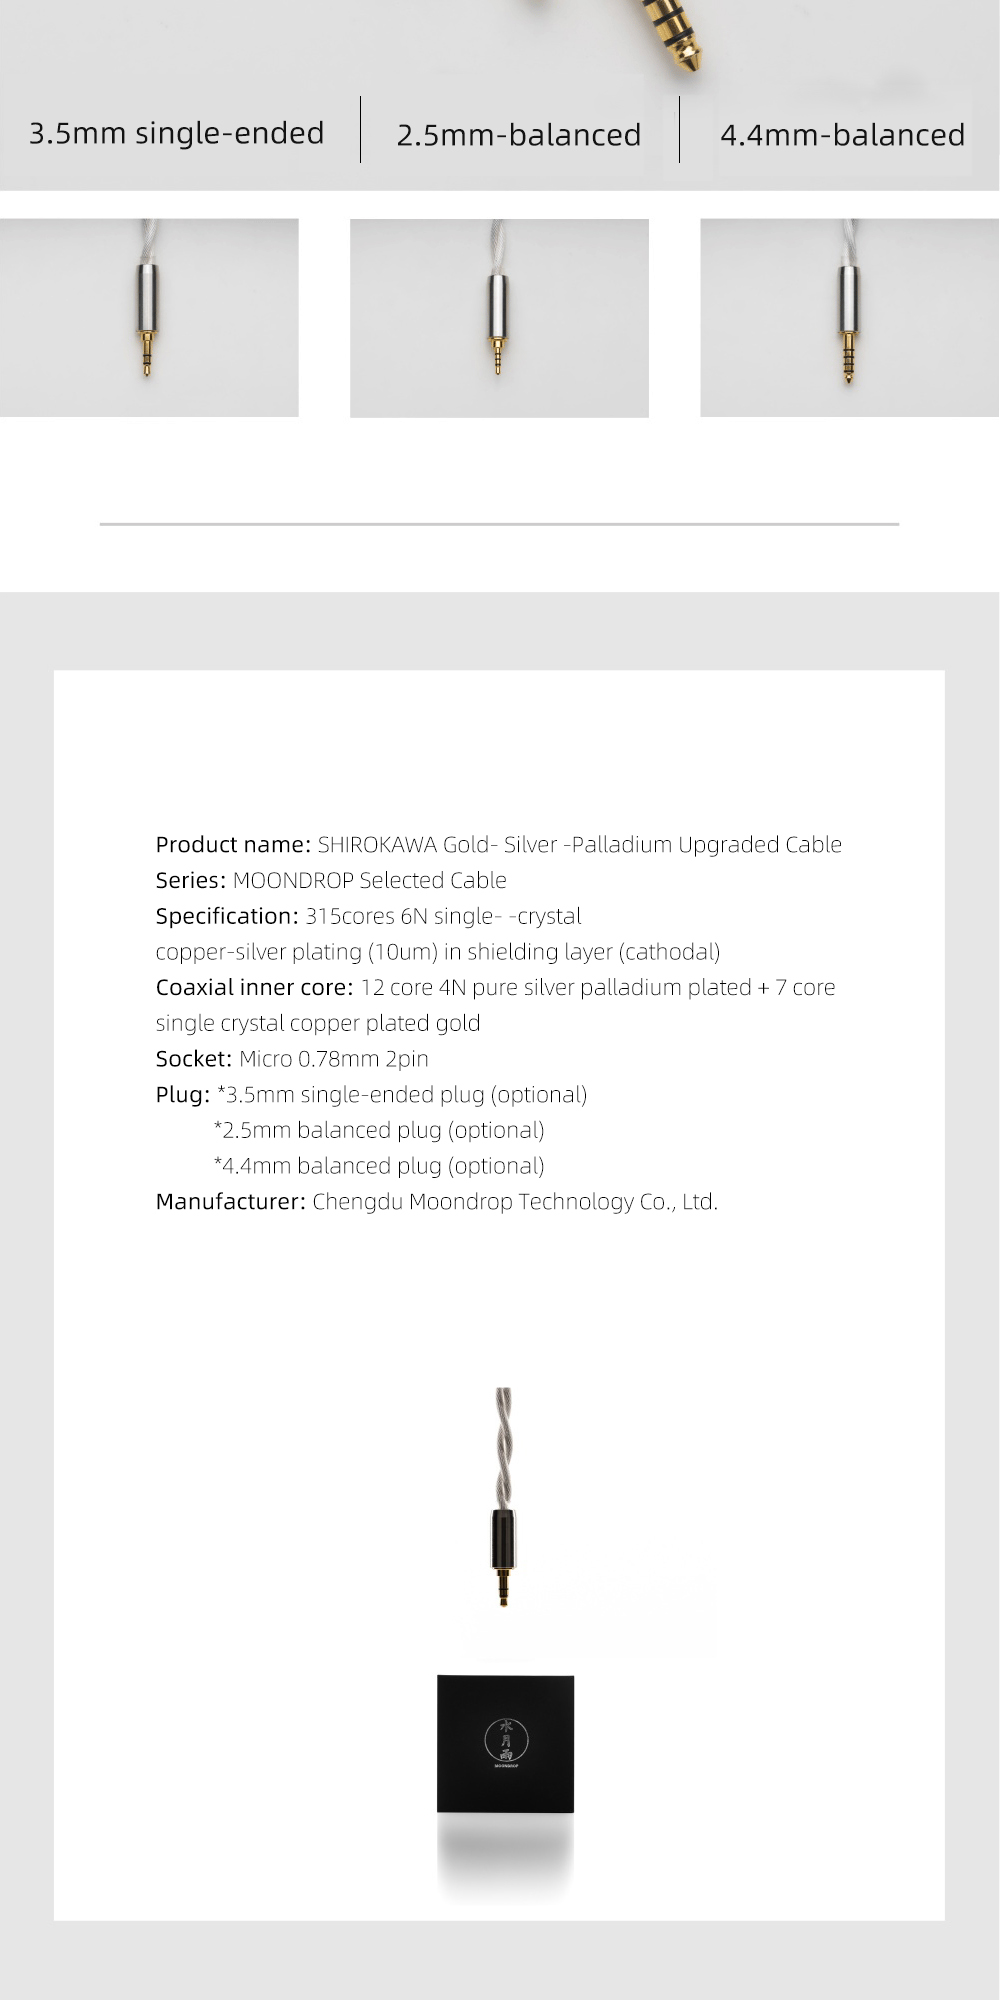 3.5mm single-ended
2.5mm-balanced
4.4mm-balanced
Product name: SHIROKAWA Gold- Silver -Palladium Upgraded Cable
Series: MOONDROP Selected Cable
Specification: 315cores 6N single- -crystal
copper-silver plating (10um) in shielding layer (cathodal)
Coaxial inner core: 12 core 4N pure silver palladium plated + 7 core
single crystal copper plated gold
Socket: Micro 0.78mm 2pin
Plug: *3.5mm single-ended plug (optional)
*2.5mm balanced plug (optional)
*4.4mm balanced plug (optional)
Manufacturer: Chengdu Moondrop Technology Co., Ltd.
水
月
雨
MOONDROP